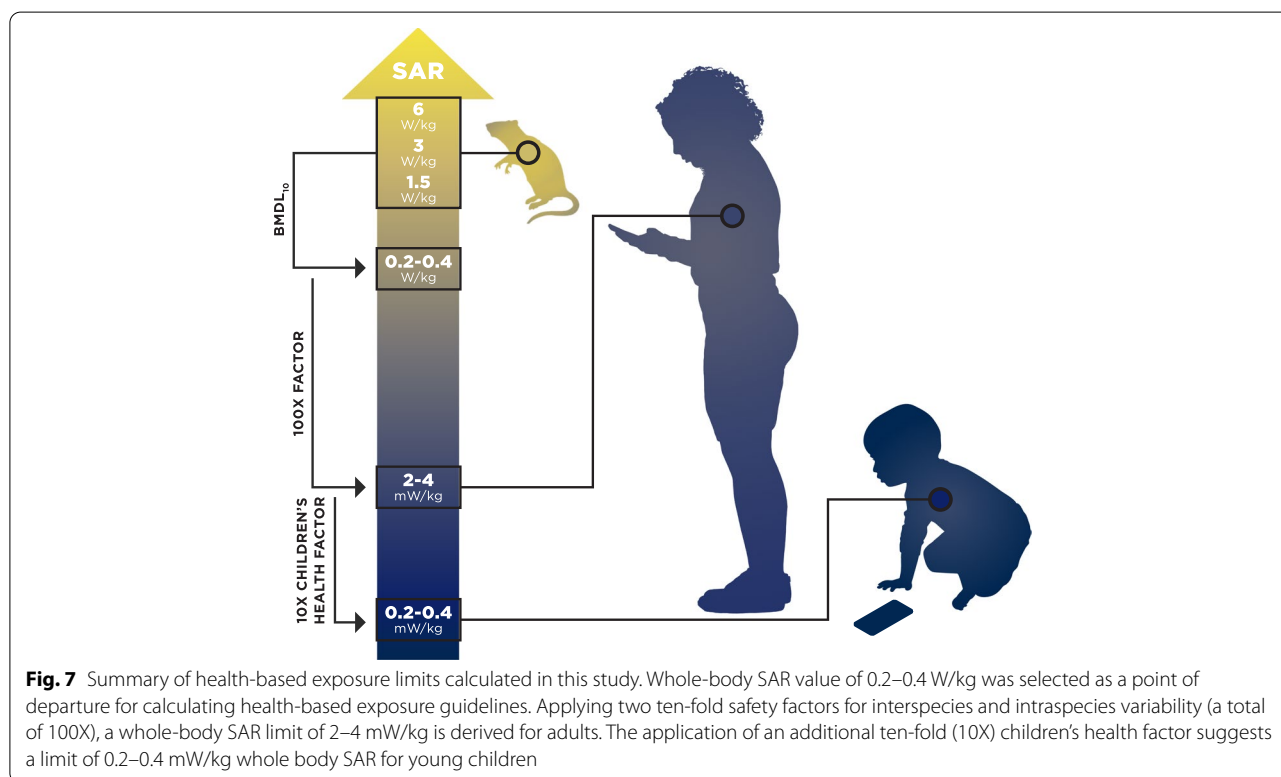 SAR
6
W/kg
3
W/kg
1.5
W/kg
BMDL₁₀
0.2-0.4
W/kg
100X FACTOR
2-4
mW/kg
10X CHILDREN'S
HEALTH FACTOR
0.2-0.4
mW/kg
Fig. 7 Summary of health-based exposure limits calculated in this study. Whole-body SAR value of 0.2–0.4 W/kg was selected as a point of
departure for calculating health-based exposure guidelines. Applying two ten-fold safety factors for interspecies and intraspecies variability (a total
of 100X), a whole-body SAR limit of 2–4 mW/kg is derived for adults. The application of an additional ten-fold (10X) children's health factor suggests
a limit of 0.2–0.4 mW/kg whole body SAR for young children